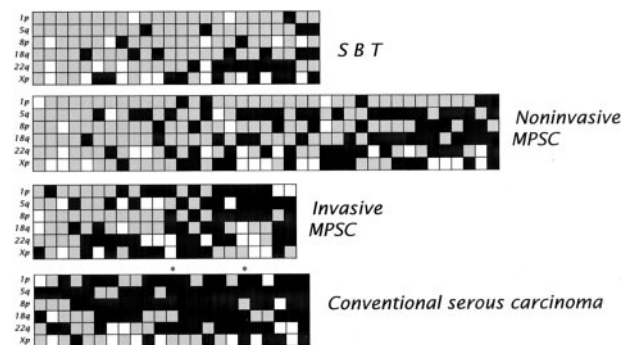 1p
5q
8p
18q
22q
Xp
S B T
1p
5q
8p
18q
22q
Xp
Noninvasive
MPSC
1p
5q
8p
18q
22q
Xp
Invasive
MPSC
* *
1p
5q
8p
18q
22q
Xp
Conventional serous carcinoma